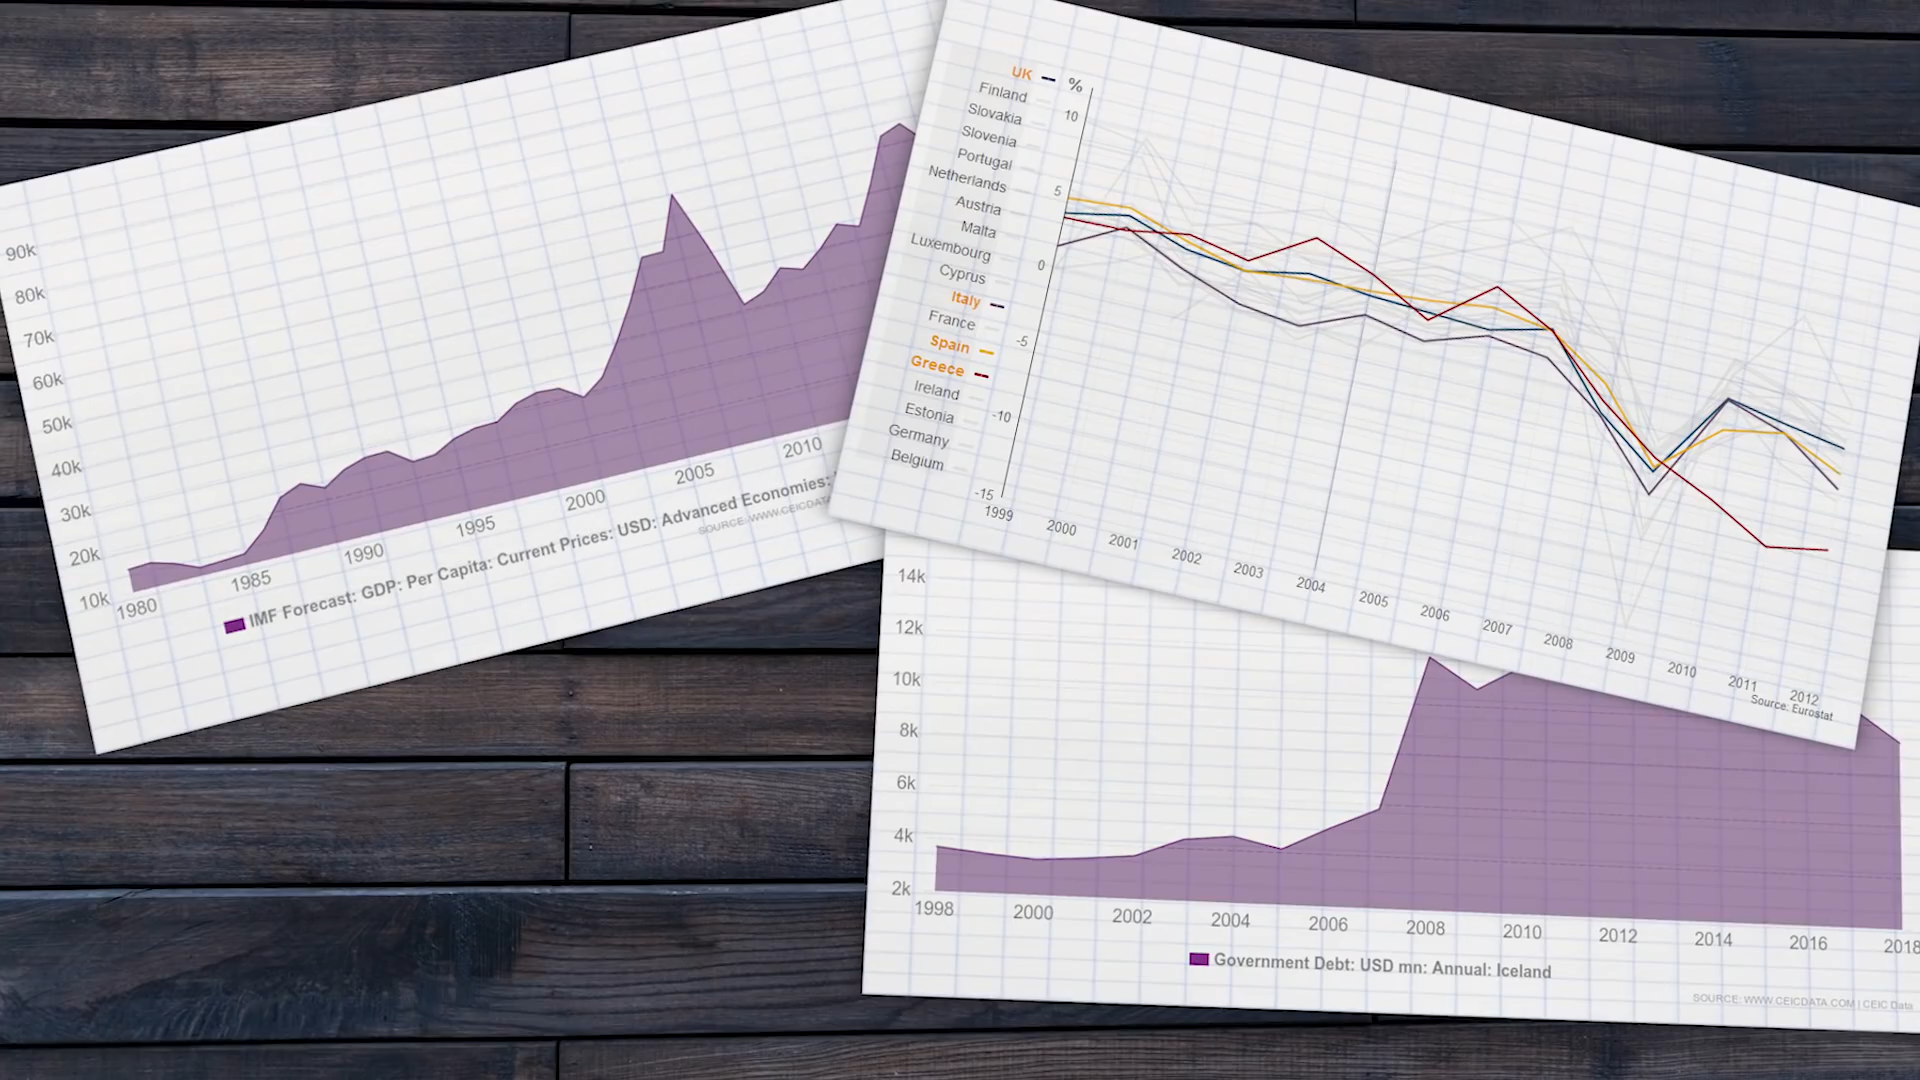 90k
80k
70k
60k
50k
40k
30k
20k
10k
1980
1985
1990
1995
2000
2005
2010
IMF Forecast: GDP: Per Capita: Current Prices: USD: Advanced Economies:
SOURCE: WWW.CEICDATA
UK
%
Finland
Slovakia
Slovenia
Portugal
Netherlands
Austria
Malta
Luxembourg
Cyprus
Italy
France
Spain
Greece
Ireland
Estonia
Germany
Belgium
10
5
0
-5
-10
-15
1999
2000
2001
2002
2003
2004
2005
2006
2007
2008
2009
2010
2011
2012
Source: Eurostat
14k
12k
10k
8k
6k
4k
2k
1998
2000
2002
2004
2006
2008
2010
2012
2014
2016
2018
Government Debt: USD mn: Annual: Iceland
SOURCE: WWW.CEICDATA.COM | CEIC Data